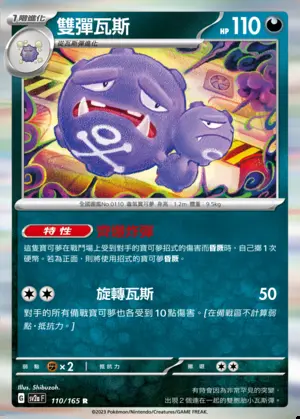 1階進化
雙彈瓦斯
HP 110
從瓦斯彈進化
全國圖鑑No.0110 毒氣寶可夢 身高：1.2m 體重：9.5kg
特性
這隻寶可夢在戰鬥場上受到對手的寶可夢招式的傷害而昏厥時，自己擲1次
硬幣。若為正面，則將使用招式的寶可夢昏厥。
旋轉瓦斯 50
對手的所有備戰寶可夢也各受到10點傷害。[在備戰區不計算弱
點、抵抗力。]
弱點
抵抗力
撤退
Illus. Shibuzoh.
G sv2a F 110/165 R
©2023 Pokémon/Nintendo/Creatures/GAME FREAK.